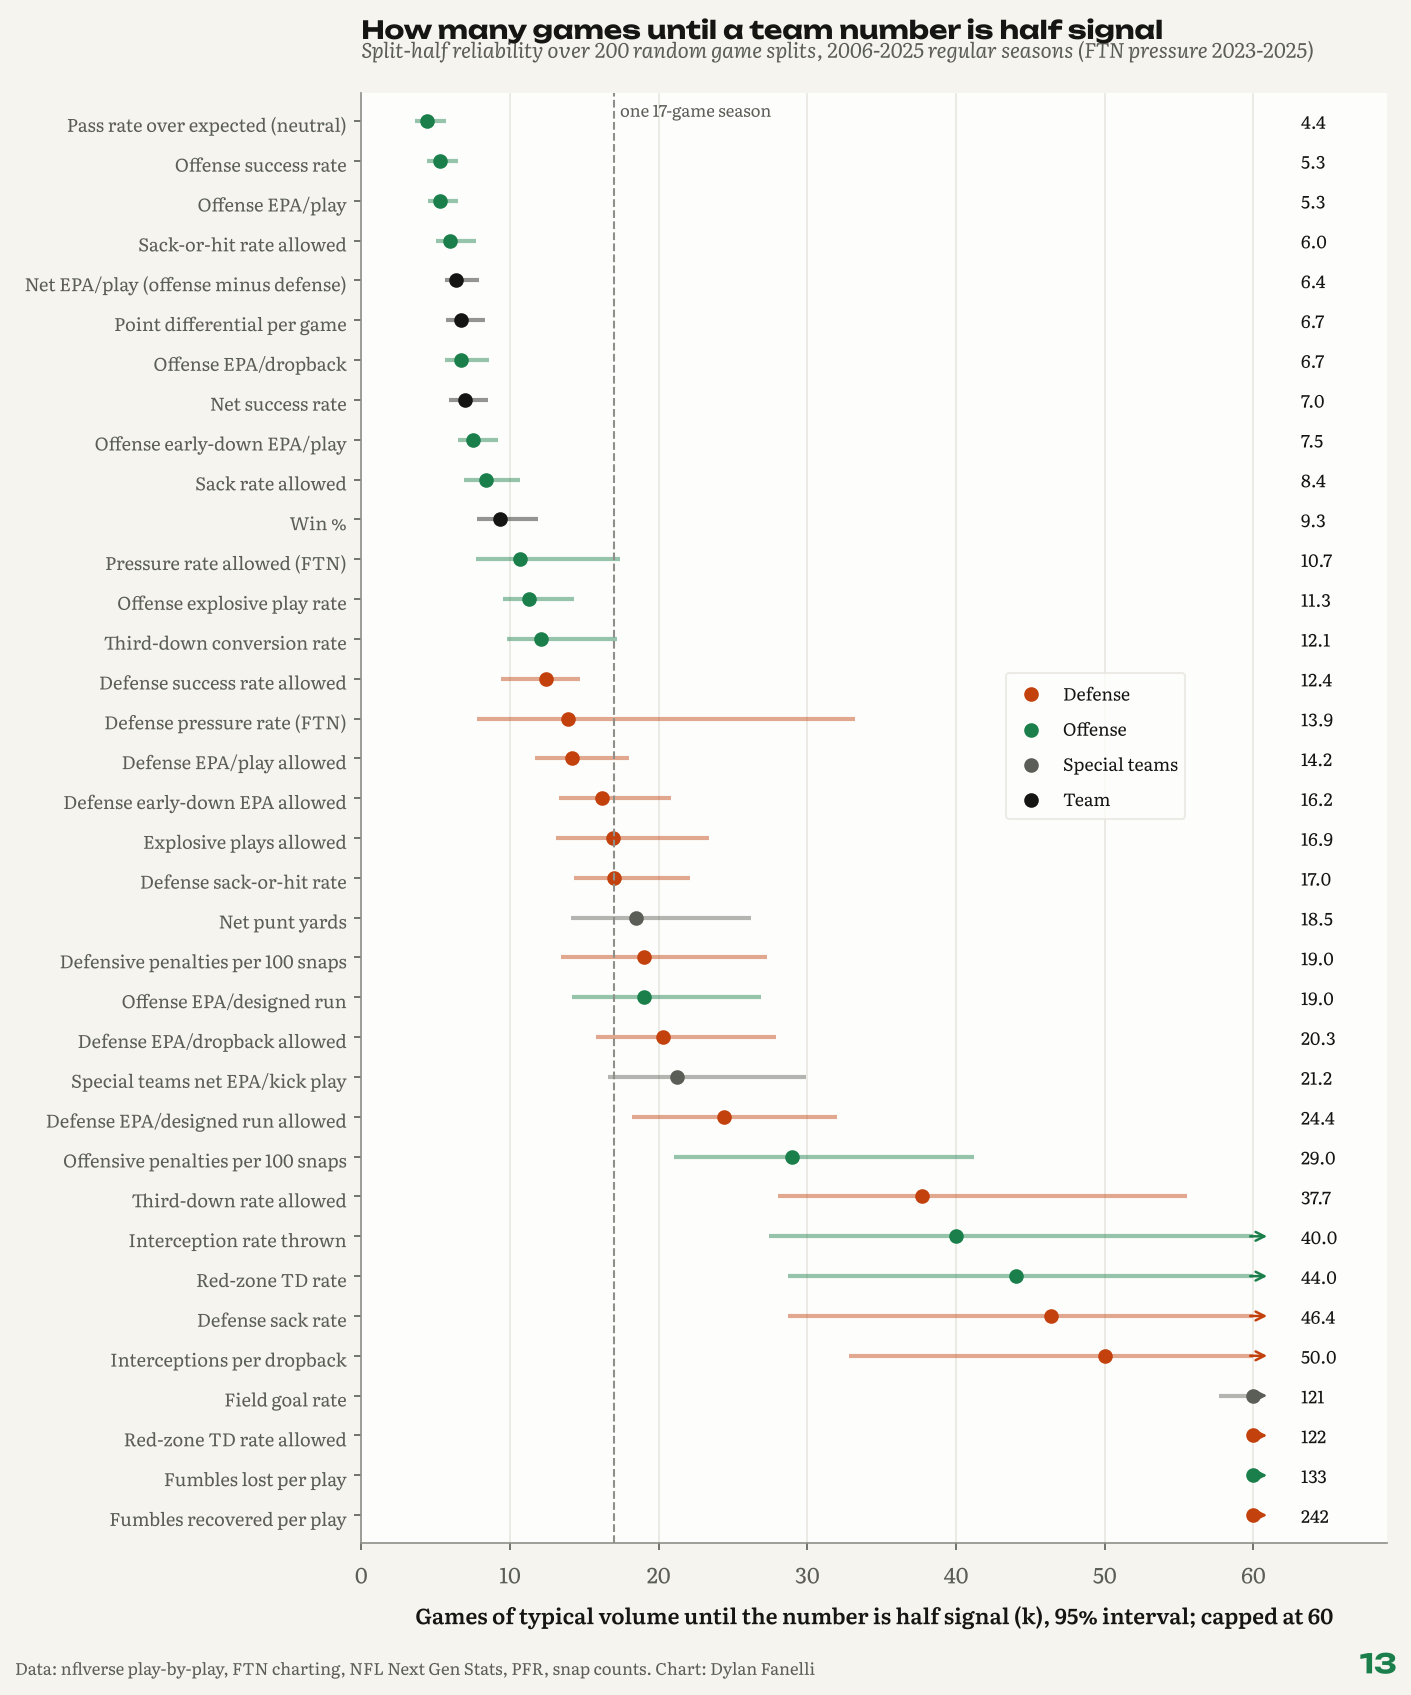 How many games until a team number is half signal
Split-half reliability over 200 random game splits, 2006-2025 regular seasons (FTN pressure 2023-2025)
one 17-game season
Pass rate over expected (neutral) 4.4
Offense success rate 5.3
Offense EPA/play 5.3
Sack-or-hit rate allowed 6.0
Net EPA/play (offense minus defense) 6.4
Point differential per game 6.7
Offense EPA/dropback 6.7
Net success rate 7.0
Offense early-down EPA/play 7.5
Sack rate allowed 8.4
Win % 9.3
Pressure rate allowed (FTN) 10.7
Offense explosive play rate 11.3
Third-down conversion rate 12.1
Defense success rate allowed 12.4
Defense pressure rate (FTN) 13.9
Defense EPA/play allowed 14.2
Defense early-down EPA allowed 16.2
Explosive plays allowed 16.9
Defense sack-or-hit rate 17.0
Net punt yards 18.5
Defensive penalties per 100 snaps 19.0
Offense EPA/designed run 19.0
Defense EPA/dropback allowed 20.3
Special teams net EPA/kick play 21.2
Defense EPA/designed run allowed 24.4
Offensive penalties per 100 snaps 29.0
Third-down rate allowed 37.7
Interception rate thrown 40.0
Red-zone TD rate 44.0
Defense sack rate 46.4
Interceptions per dropback 50.0
Field goal rate 121
Red-zone TD rate allowed 122
Fumbles lost per play 133
Fumbles recovered per play 242
Defense
Offense
Special teams
Team
0 10 20 30 40 50 60
Games of typical volume until the number is half signal (k), 95% interval; capped at 60
Data: nflverse play-by-play, FTN charting, NFL Next Gen Stats, PFR, snap counts. Chart: Dylan Fanelli
13